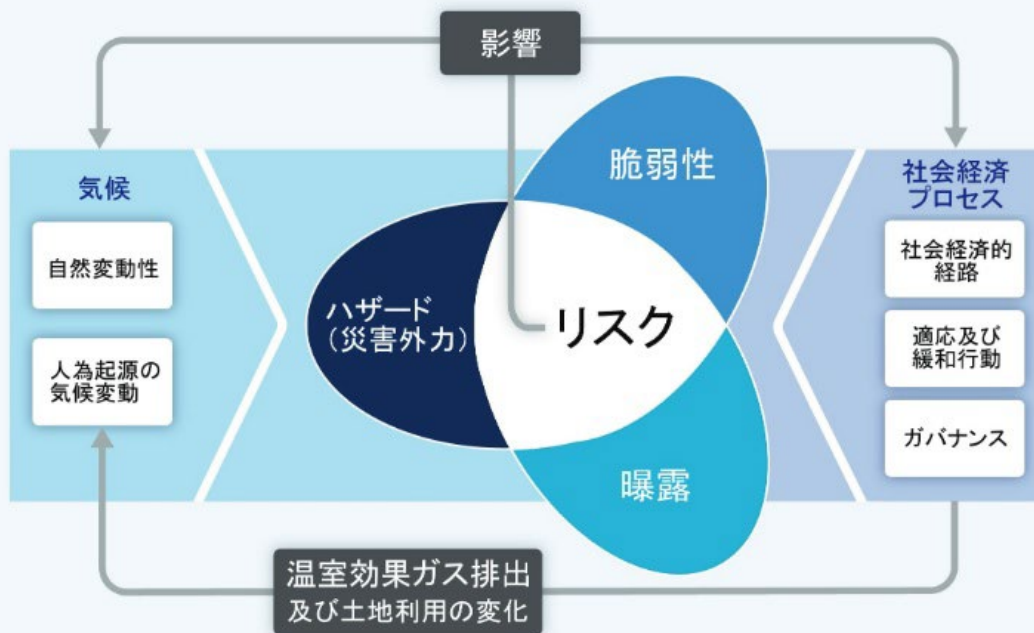 影響
気候
自然変動性
人為起源の
気候変動
脆弱性
ハザード
（災害外力）
リスク
曝露
社会経済
プロセス
社会経済的
経路
適応及び
緩和行動
ガバナンス
温室効果ガス排出
及び土地利用の変化